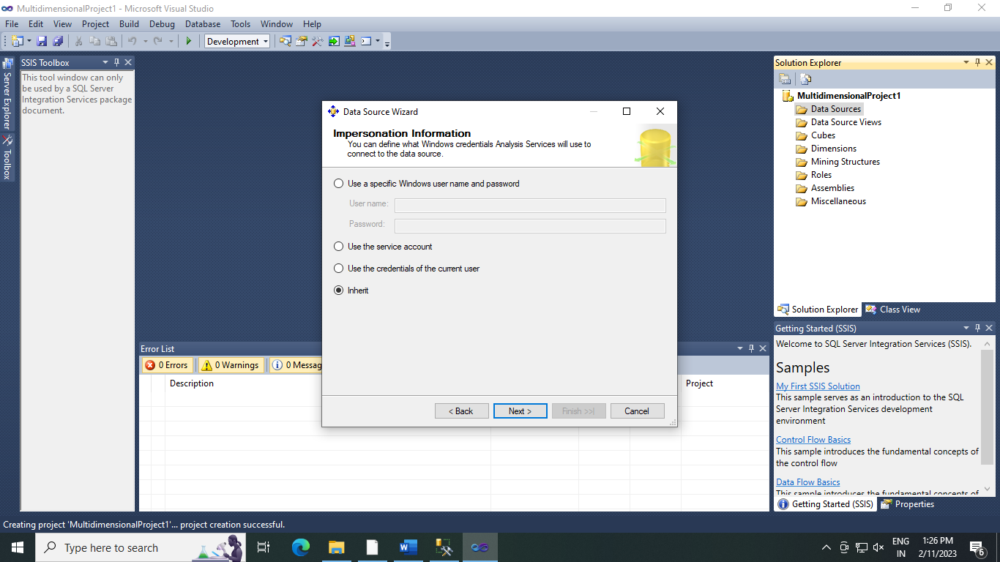 MultidimensionalProject1 - Microsoft Visual Studio
File Edit View Project Build Debug Database Tools Window Help
Development
Server Explorer
Toolbox
SSIS Toolbox
This tool window can only
be used by a SQL Server
Integration Services package
document.
Data Source Wizard
Impersonation Information
You can define what Windows credentials Analysis Services will use to
connect to the data source.
Use a specific Windows user name and password
User name:
Password:
Use the service account
Use the credentials of the current user
Inherit
< Back Next > Finish >>| Cancel
Error List
0 Errors 0 Warnings 0 Messag
Description Project
Solution Explorer
MultidimensionalProject1
Data Sources
Data Source Views
Cubes
Dimensions
Mining Structures
Roles
Assemblies
Miscellaneous
Solution Explorer Class View
Getting Started (SSIS)
Welcome to SQL Server Integration Services (SSIS).
Samples
My First SSIS Solution
This sample serves as an introduction to the SQL
Server Integration Services development
environment
Control Flow Basics
This sample introduces the fundamental concepts of
the control flow
Data Flow Basics
This sample introduces the fundamental concepts of
Getting Started (SSIS) Properties
Creating project 'MultidimensionalProject1'... project creation successful.
Type here to search
ENG
IN
1:26 PM
2/11/2023
6